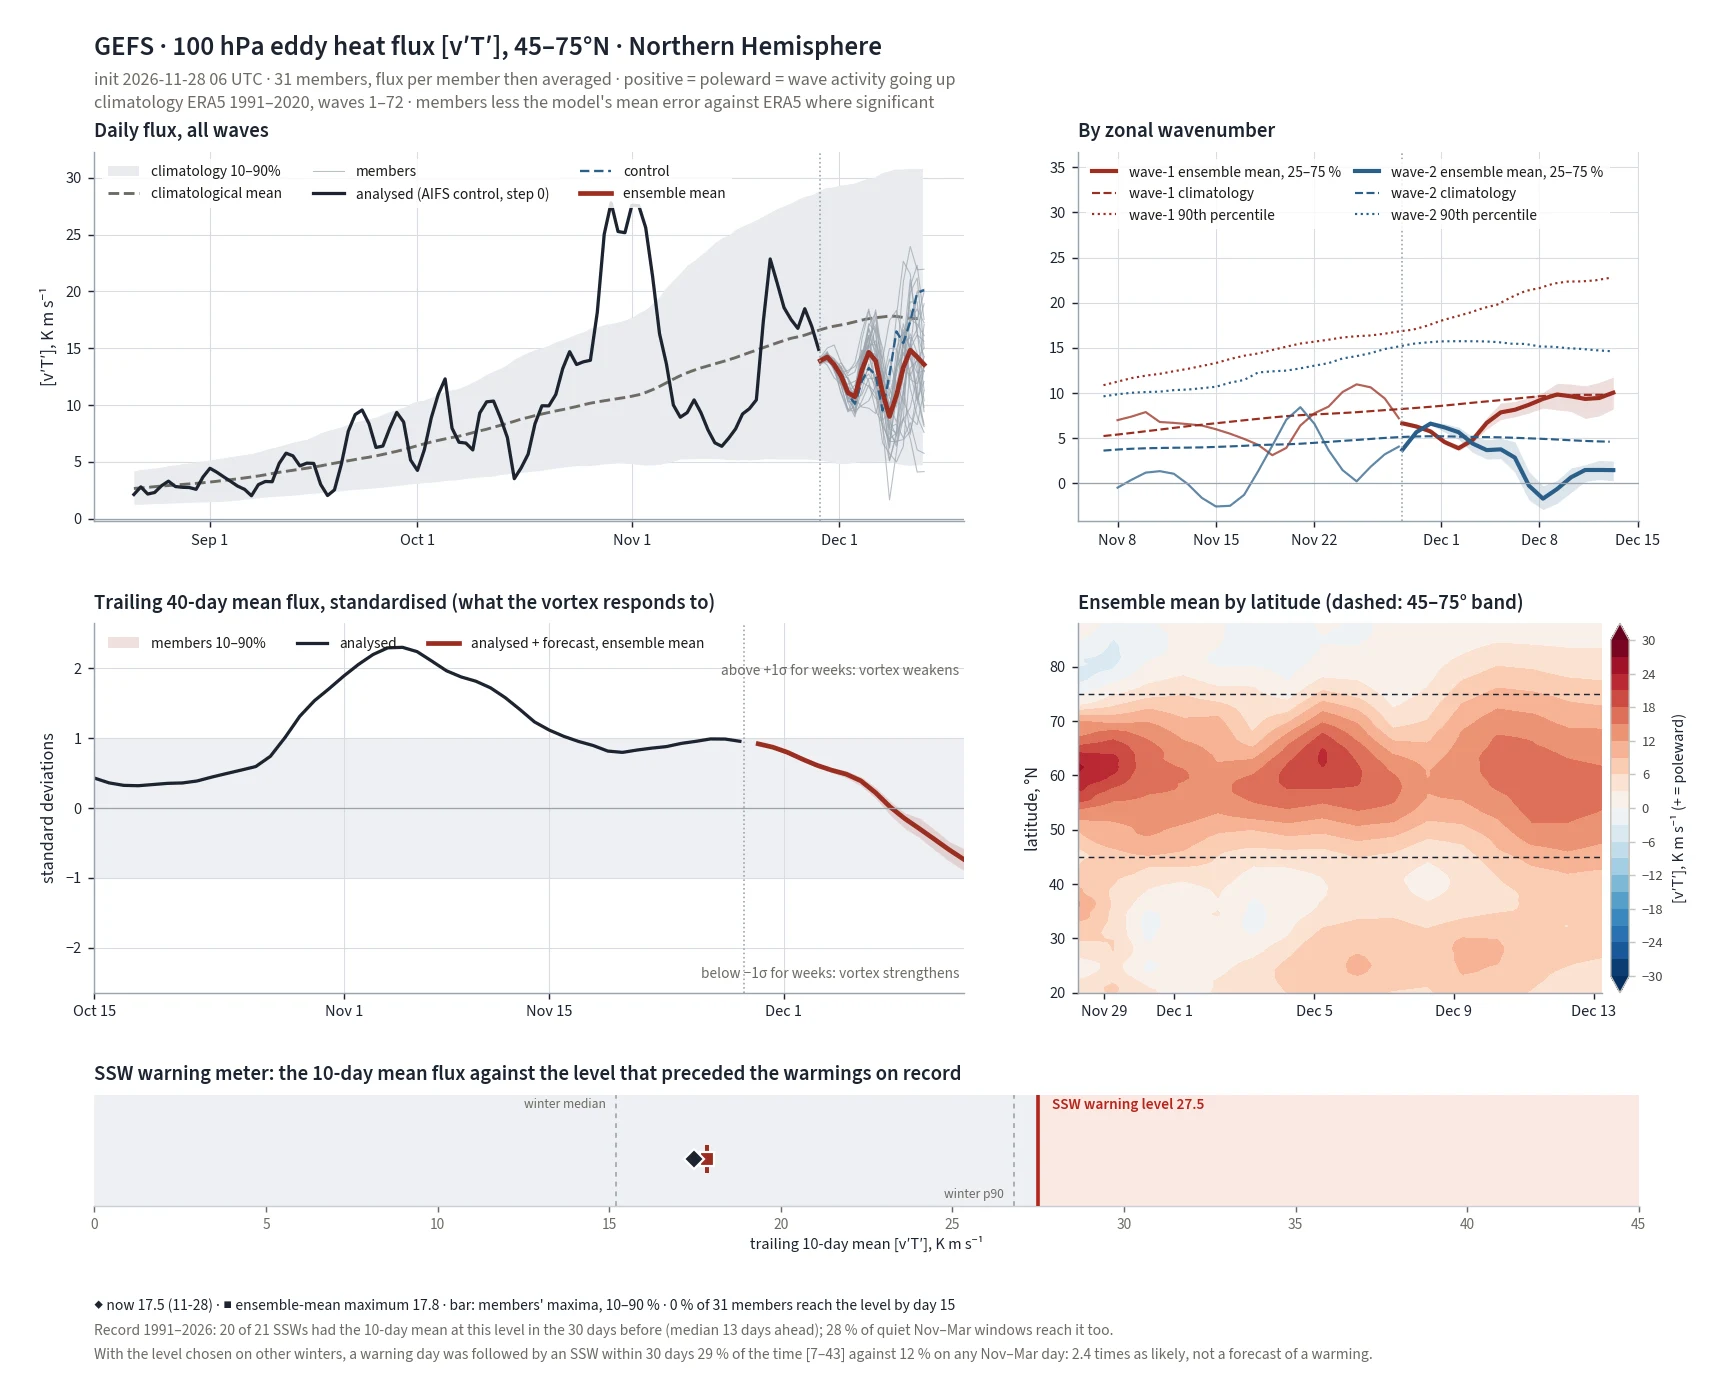 GEFS · 100 hPa eddy heat flux [v′T′], 45–75°N · Northern Hemisphere
init 2026-11-28 06 UTC · 31 members, flux per member then averaged · positive = poleward = wave activity going up
climatology ERA5 1991–2020, waves 1–72 · members less the model's mean error against ERA5 where significant
Daily flux, all waves
climatology 10–90%
members
control
climatological mean
analysed (AIFS control, step 0)
ensemble mean
[v′T′], K m s⁻¹
30
25
20
15
10
5
0
Sep 1
Oct 1
Nov 1
Dec 1
By zonal wavenumber
wave-1 ensemble mean, 25–75 %
wave-2 ensemble mean, 25–75 %
wave-1 climatology
wave-2 climatology
wave-1 90th percentile
wave-2 90th percentile
35
30
25
20
15
10
5
0
Nov 8
Nov 15
Nov 22
Dec 1
Dec 8
Dec 15
Trailing 40-day mean flux, standardised (what the vortex responds to)
members 10–90%
analysed
analysed + forecast, ensemble mean
above +1σ for weeks: vortex weakens
below −1σ for weeks: vortex strengthens
standard deviations
2
1
0
−1
−2
Oct 15
Nov 1
Nov 15
Dec 1
Ensemble mean by latitude (dashed: 45–75° band)
latitude, °N
80
70
60
50
40
30
20
Nov 29
Dec 1
Dec 5
Dec 9
Dec 13
30
24
18
12
6
0
−6
−12
−18
−24
−30
[v′T′], K m s⁻¹ (+ = poleward)
SSW warning meter: the 10-day mean flux against the level that preceded the warmings on record
winter median
SSW warning level 27.5
winter p90
0
5
10
15
20
25
30
35
40
45
trailing 10-day mean [v′T′], K m s⁻¹
◆ now 17.5 (11-28) · ■ ensemble-mean maximum 17.8 · bar: members' maxima, 10–90 % · 0 % of 31 members reach the level by day 15
Record 1991–2026: 20 of 21 SSWs had the 10-day mean at this level in the 30 days before (median 13 days ahead); 28 % of quiet Nov–Mar windows reach it too.
With the level chosen on other winters, a warning day was followed by an SSW within 30 days 29 % of the time [7–43] against 12 % on any Nov–Mar day: 2.4 times as likely, not a forecast of a warming.